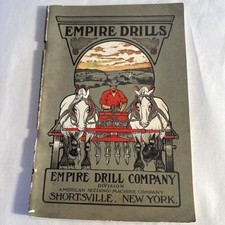 EMPIRE DRILLS
EMPIRE DRILL COMPANY
DIVISION
AMERICAN SEEDING-MACHINE COMPANY
SHORTSVILLE, NEW YORK.